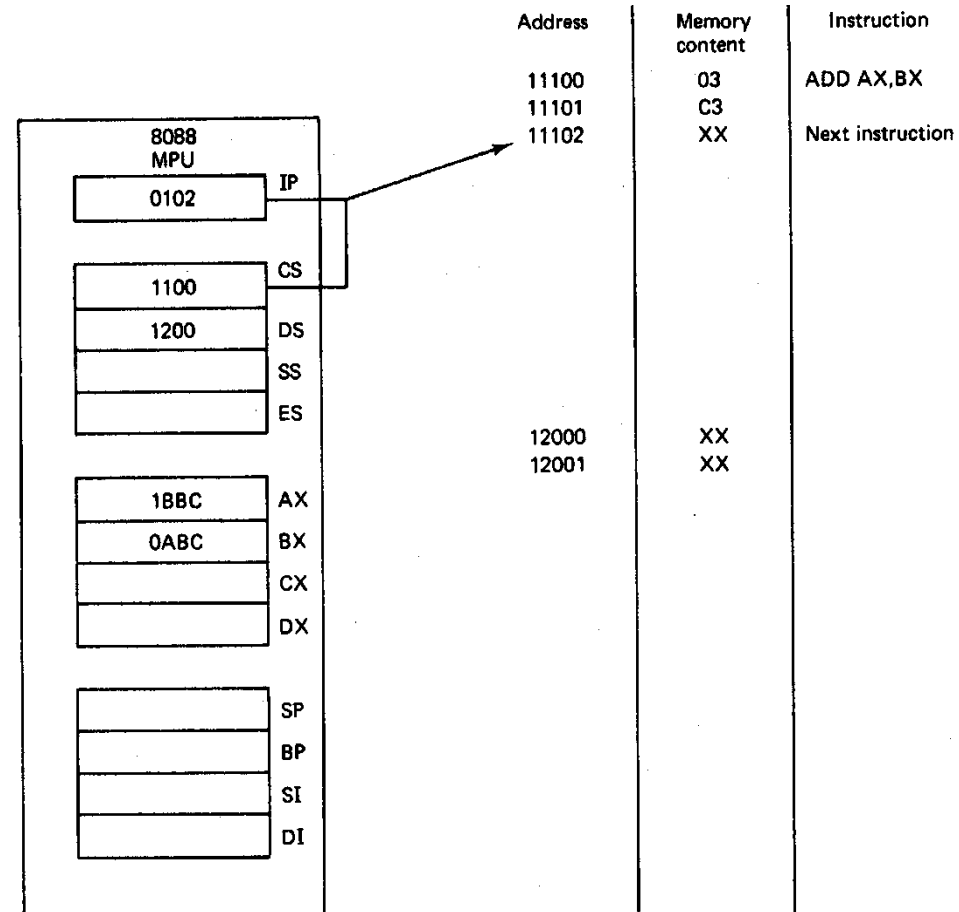 Address Memory content Instruction
11100 03 ADD AX,BX
11101 C3
11102 XX Next instruction
8088
MPU
0102 IP
1100 CS
1200 DS
SS
ES
12000 XX
12001 XX
1BBC AX
0ABC BX
CX
DX
SP
BP
SI
DI